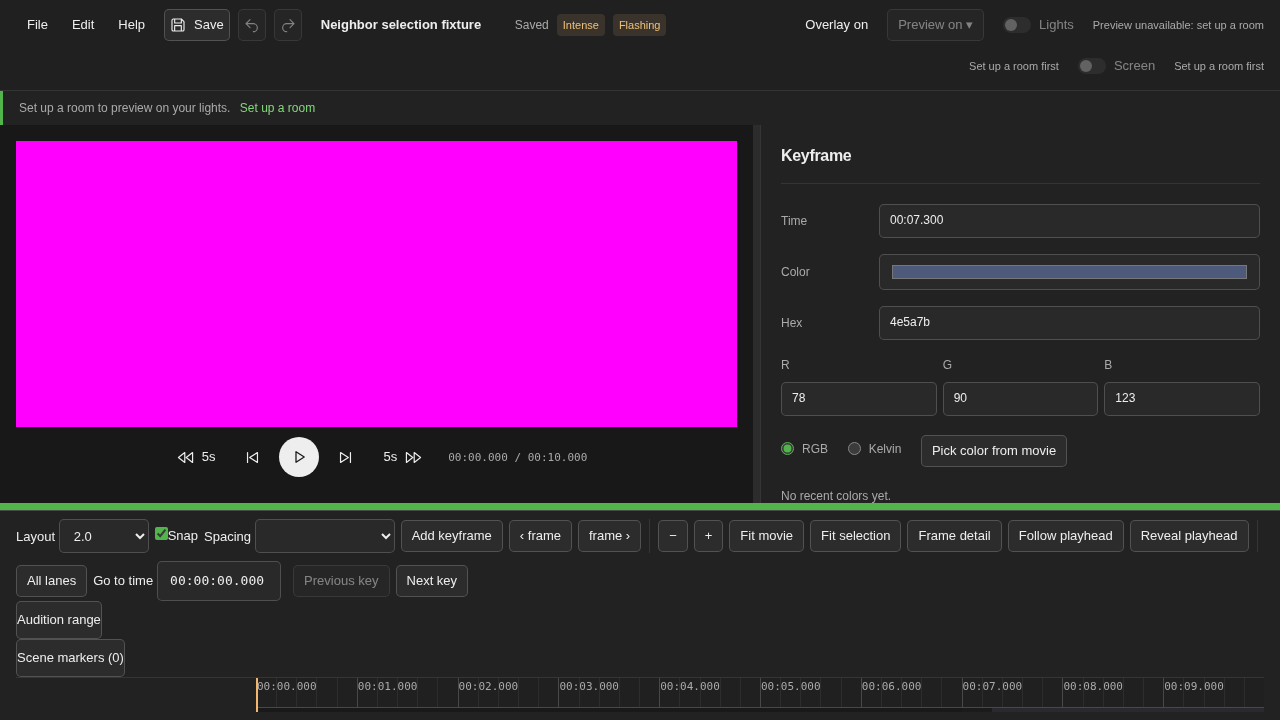 File Edit Help Save Neighbor selection fixture Saved Intense Flashing Overlay on Preview on ▾ Lights Preview unavailable: set up a room
Set up a room first Screen Set up a room first
Set up a room to preview on your lights. Set up a room
Keyframe
Time 00:07.300
Color
Hex 4e5a7b
R G B
78 90 123
RGB Kelvin Pick color from movie
No recent colors yet.
5s 5s 00:00.000 / 00:10.000
Layout 2.0 Snap Spacing Add keyframe ‹ frame frame › − + Fit movie Fit selection Frame detail Follow playhead Reveal playhead
All lanes Go to time 00:00:00.000 Previous key Next key
Audition range
Scene markers (0)
00:00.000 00:01.000 00:02.000 00:03.000 00:04.000 00:05.000 00:06.000 00:07.000 00:08.000 00:09.000